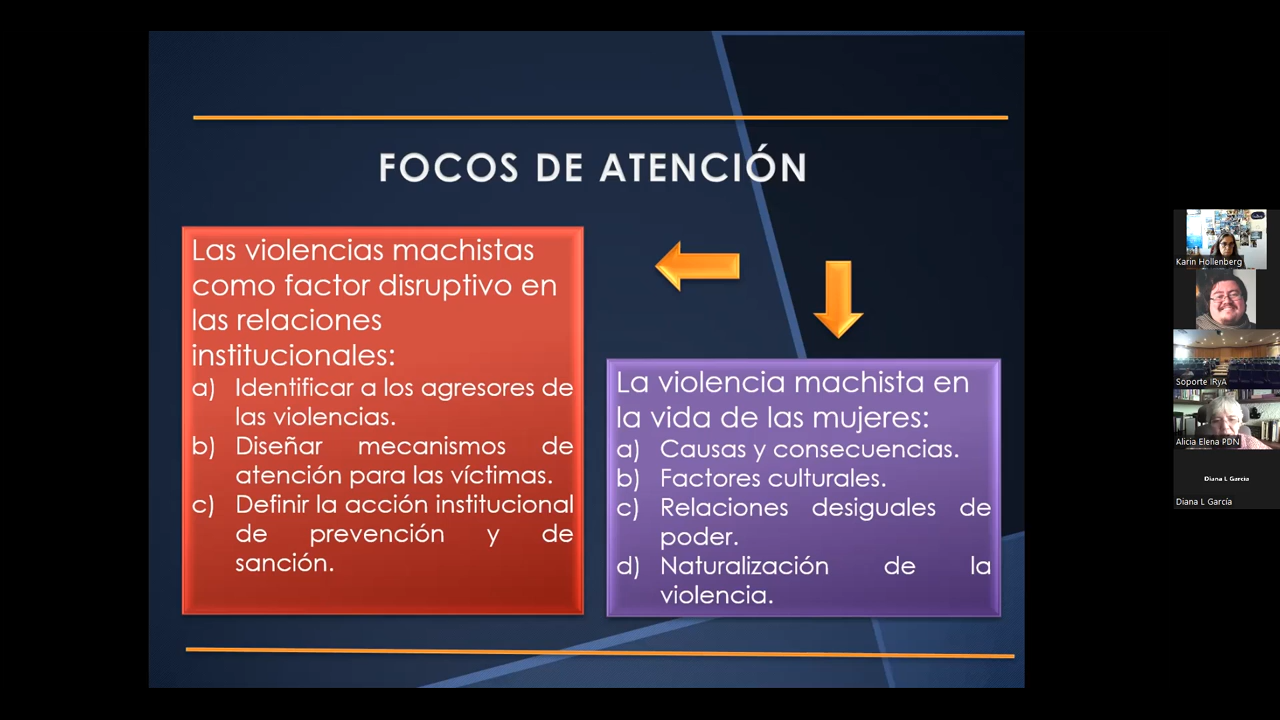 FOCOS DE ATENCIÓN
Las violencias machistas
como factor disruptivo en
las relaciones
institucionales:
a) Identificar a los agresores de
las violencias.
b) Diseñar mecanismos de
atención para las víctimas.
c) Definir la acción institucional
de prevención y de
sanción.
La violencia machista en
la vida de las mujeres:
a) Causas y consecuencias.
b) Factores culturales.
c) Relaciones desiguales de
poder.
d) Naturalización de la
violencia.
Karin Hollenberg
Soporte IRyA
Alicia Elena PDN
Diana L García
Diana L García